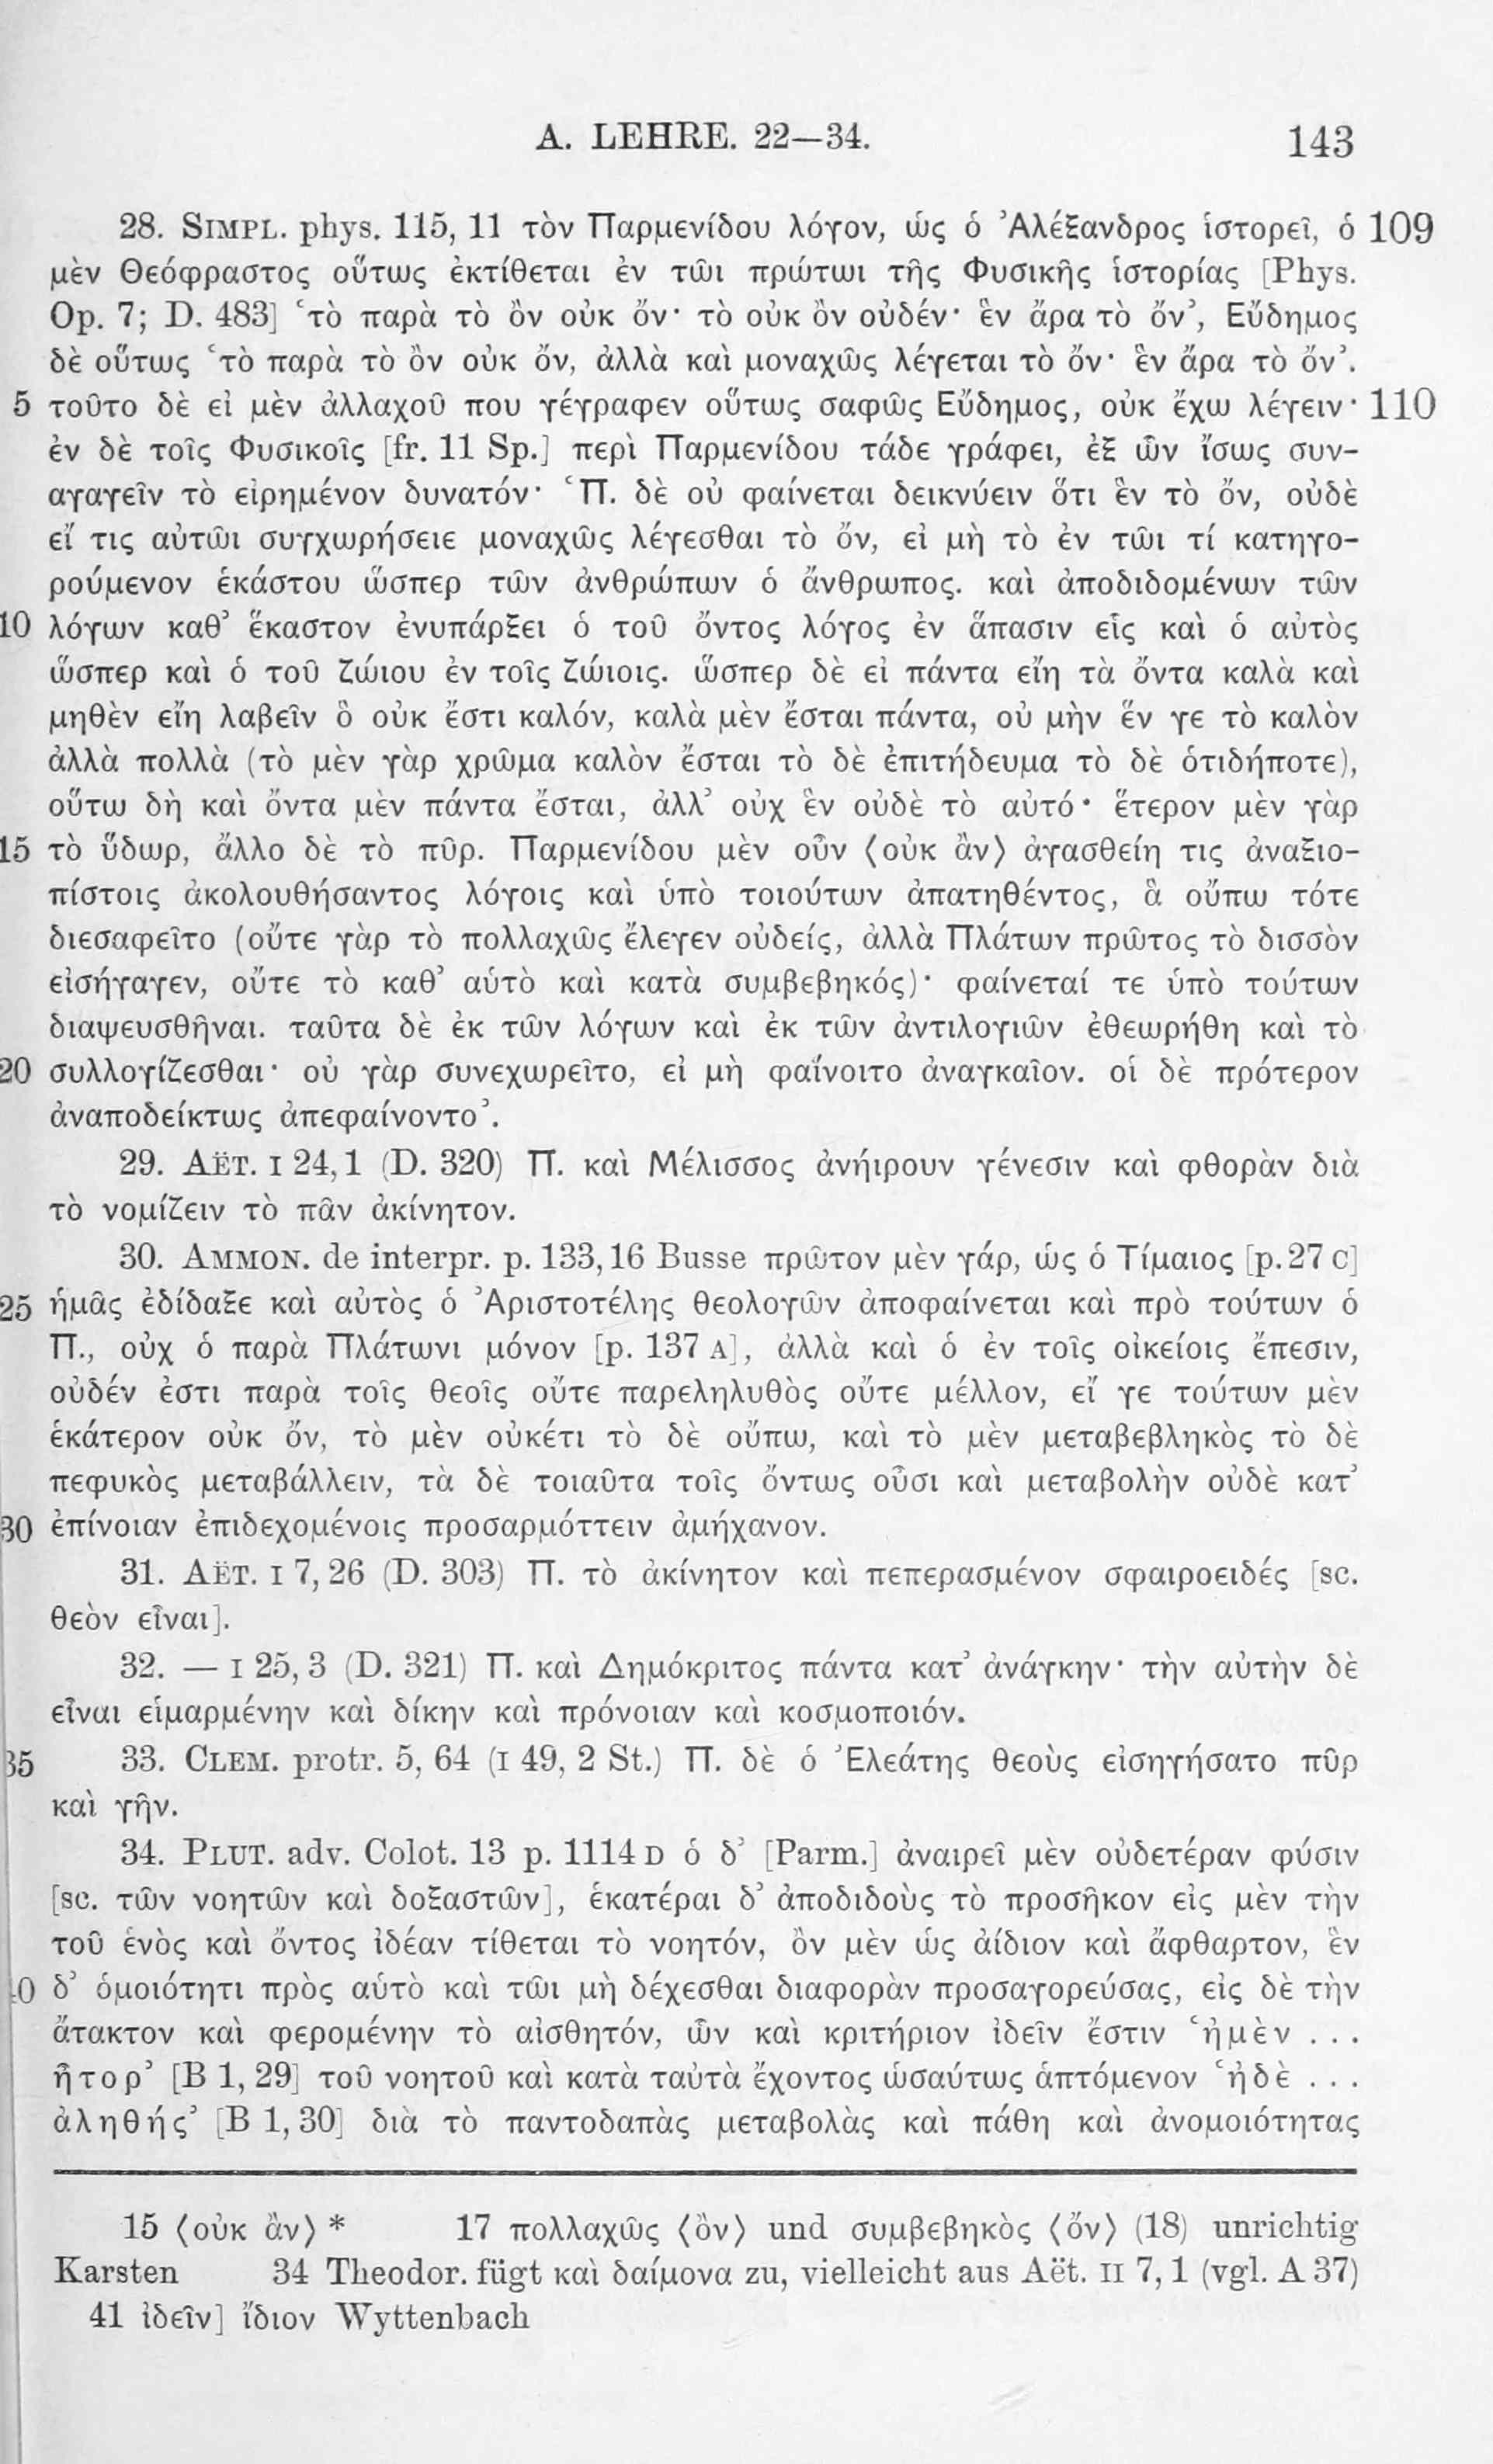 A. LEHRE. 22—34. 143
28. SIMPL. phys. 115, 11 τὸν Παρμενίδου λόγον, ὡς ὁ Ἀλέξανδρος ἱστορεῖ, ὁ 109
μὲν Θεόφραστος οὕτως ἐκτίθεται ἐν τῶι πρώτωι τῆς Φυσικῆς ἱστορίας [Phys.
Op. 7; D. 483] ‘τὸ παρὰ τὸ ὂν οὐκ ὄν· τὸ οὐκ ὂν οὐδέν· ἓν ἄρα τὸ ὄν’, Εὔδημος
δὲ οὕτως ‘τὸ παρὰ τὸ ὂν οὐκ ὄν, ἀλλὰ καὶ μοναχῶς λέγεται τὸ ὄν· ἓν ἄρα τὸ ὄν’.
5 τοῦτο δὲ εἰ μὲν ἀλλαχοῦ που γέγραφεν οὕτως σαφῶς Εὔδημος, οὐκ ἔχω λέγειν· 110
ἐν δὲ τοῖς Φυσικοῖς [fr. 11 Sp.] περὶ Παρμενίδου τάδε γράφει, ἐξ ὧν ἴσως συν-
αγαγεῖν τὸ εἰρημένον δυνατόν· ‘Π. δὲ οὐ φαίνεται δεικνύειν ὅτι ἓν τὸ ὄν, οὐδὲ
εἴ τις αὐτῶι συγχωρήσειε μοναχῶς λέγεσθαι τὸ ὄν, εἰ μὴ τὸ ἐν τῶι τί κατηγο-
ρούμενον ἑκάστου ὥσπερ τῶν ἀνθρώπων ὁ ἄνθρωπος. καὶ ἀποδιδομένων τῶν
10 λόγων καθ’ ἕκαστον ἐνυπάρξει ὁ τοῦ ὄντος λόγος ἐν ἅπασιν εἷς καὶ ὁ αὐτὸς
ὥσπερ καὶ ὁ τοῦ ζώιου ἐν τοῖς ζώιοις. ὥσπερ δὲ εἰ πάντα εἴη τὰ ὄντα καλὰ καὶ
μηθὲν εἴη λαβεῖν ὃ οὐκ ἔστι καλόν, καλὰ μὲν ἔσται πάντα, οὐ μὴν ἕν γε τὸ καλὸν
ἀλλὰ πολλὰ (τὸ μὲν γὰρ χρῶμα καλὸν ἔσται τὸ δὲ ἐπιτήδευμα τὸ δὲ ὁτιδήποτε),
οὕτω δὴ καὶ ὄντα μὲν πάντα ἔσται, ἀλλ’ οὐχ ἓν οὐδὲ τὸ αὐτό· ἕτερον μὲν γὰρ
15 τὸ ὕδωρ, ἄλλο δὲ τὸ πῦρ. Παρμενίδου μὲν οὖν ⟨οὐκ ἂν⟩ ἀγασθείη τις ἀναξιο-
πίστοις ἀκολουθήσαντος λόγοις καὶ ὑπὸ τοιούτων ἀπατηθέντος, ἃ οὔπω τότε
διεσαφεῖτο (οὔτε γὰρ τὸ πολλαχῶς ἔλεγεν οὐδείς, ἀλλὰ Πλάτων πρῶτος τὸ δισσὸν
εἰσήγαγεν, οὔτε τὸ καθ’ αὑτὸ καὶ κατὰ συμβεβηκός)· φαίνεταί τε ὑπὸ τούτων
διαψευσθῆναι. ταῦτα δὲ ἐκ τῶν λόγων καὶ ἐκ τῶν ἀντιλογιῶν ἐθεωρήθη καὶ τὸ
20 συλλογίζεσθαι· οὐ γὰρ συνεχωρεῖτο, εἰ μὴ φαίνοιτο ἀναγκαῖον. οἱ δὲ πρότερον
ἀναποδείκτως ἀπεφαίνοντο’.
29. AËT. I 24, 1 (D. 320) Π. καὶ Μέλισσος ἀνήιρουν γένεσιν καὶ φθορὰν διὰ
τὸ νομίζειν τὸ πᾶν ἀκίνητον.
30. AMMON. de interpr. p. 133, 16 Busse πρῶτον μὲν γάρ, ὡς ὁ Τίμαιος [p. 27 C]
25 ἡμᾶς ἐδίδαξε καὶ αὐτὸς ὁ Ἀριστοτέλης θεολογῶν ἀποφαίνεται καὶ πρὸ τούτων ὁ
Π., οὐχ ὁ παρὰ Πλάτωνι μόνον [p. 137 A], ἀλλὰ καὶ ὁ ἐν τοῖς οἰκείοις ἔπεσιν,
οὐδέν ἐστι παρὰ τοῖς θεοῖς οὔτε παρεληλυθὸς οὔτε μέλλον, εἴ γε τούτων μὲν
ἑκάτερον οὐκ ὄν, τὸ μὲν οὐκέτι τὸ δὲ οὔπω, καὶ τὸ μὲν μεταβεβληκὸς τὸ δὲ
πεφυκὸς μεταβάλλειν, τὰ δὲ τοιαῦτα τοῖς ὄντως οὖσι καὶ μεταβολὴν οὐδὲ κατ’
30 ἐπίνοιαν ἐπιδεχομένοις προσαρμόττειν ἀμήχανον.
31. AËT. I 7, 26 (D. 303) Π. τὸ ἀκίνητον καὶ πεπερασμένον σφαιροειδές [sc.
θεὸν εἶναι].
32. — I 25, 3 (D. 321) Π. καὶ Δημόκριτος πάντα κατ’ ἀνάγκην· τὴν αὐτὴν δὲ
εἶναι εἱμαρμένην καὶ δίκην καὶ πρόνοιαν καὶ κοσμοποιόν.
35 33. CLEM. protr. 5, 64 (I 49, 2 St.) Π. δὲ ὁ Ἐλεάτης θεοὺς εἰσηγήσατο πῦρ
καὶ γῆν.
34. PLUT. adv. Colot. 13 p. 1114 D ὁ δ’ [Parm.] ἀναιρεῖ μὲν οὐδετέραν φύσιν
[sc. τῶν νοητῶν καὶ δοξαστῶν], ἑκατέραι δ’ ἀποδιδοὺς τὸ προσῆκον εἰς μὲν τὴν
τοῦ ἑνὸς καὶ ὄντος ἰδέαν τίθεται τὸ νοητόν, ὂν μὲν ὡς ἀίδιον καὶ ἄφθαρτον, ἓν
40 δ’ ὁμοιότητι πρὸς αὑτὸ καὶ τῶι μὴ δέχεσθαι διαφορὰν προσαγορεύσας, εἰς δὲ τὴν
ἄτακτον καὶ φερομένην τὸ αἰσθητόν, ὧν καὶ κριτήριον ἰδεῖν ἔστιν ‘ἠμὲν ...
ἦτορ’ [B 1, 29] τοῦ νοητοῦ καὶ κατὰ ταὐτὰ ἔχοντος ὡσαύτως ἁπτόμενον ‘ἠδὲ ...
ἀληθής’ [B 1, 30] διὰ τὸ παντοδαπὰς μεταβολὰς καὶ πάθη καὶ ἀνομοιότητας
15 ⟨οὐκ ἂν⟩ * 17 πολλαχῶς ⟨ὂν⟩ und συμβεβηκὸς ⟨ὄν⟩ (18) unrichtig
Karsten 34 Theodor. fügt καὶ δαίμονα zu, vielleicht aus Aët. II 7, 1 (vgl. A 37)
41 ἰδεῖν] ἴδιον Wyttenbach